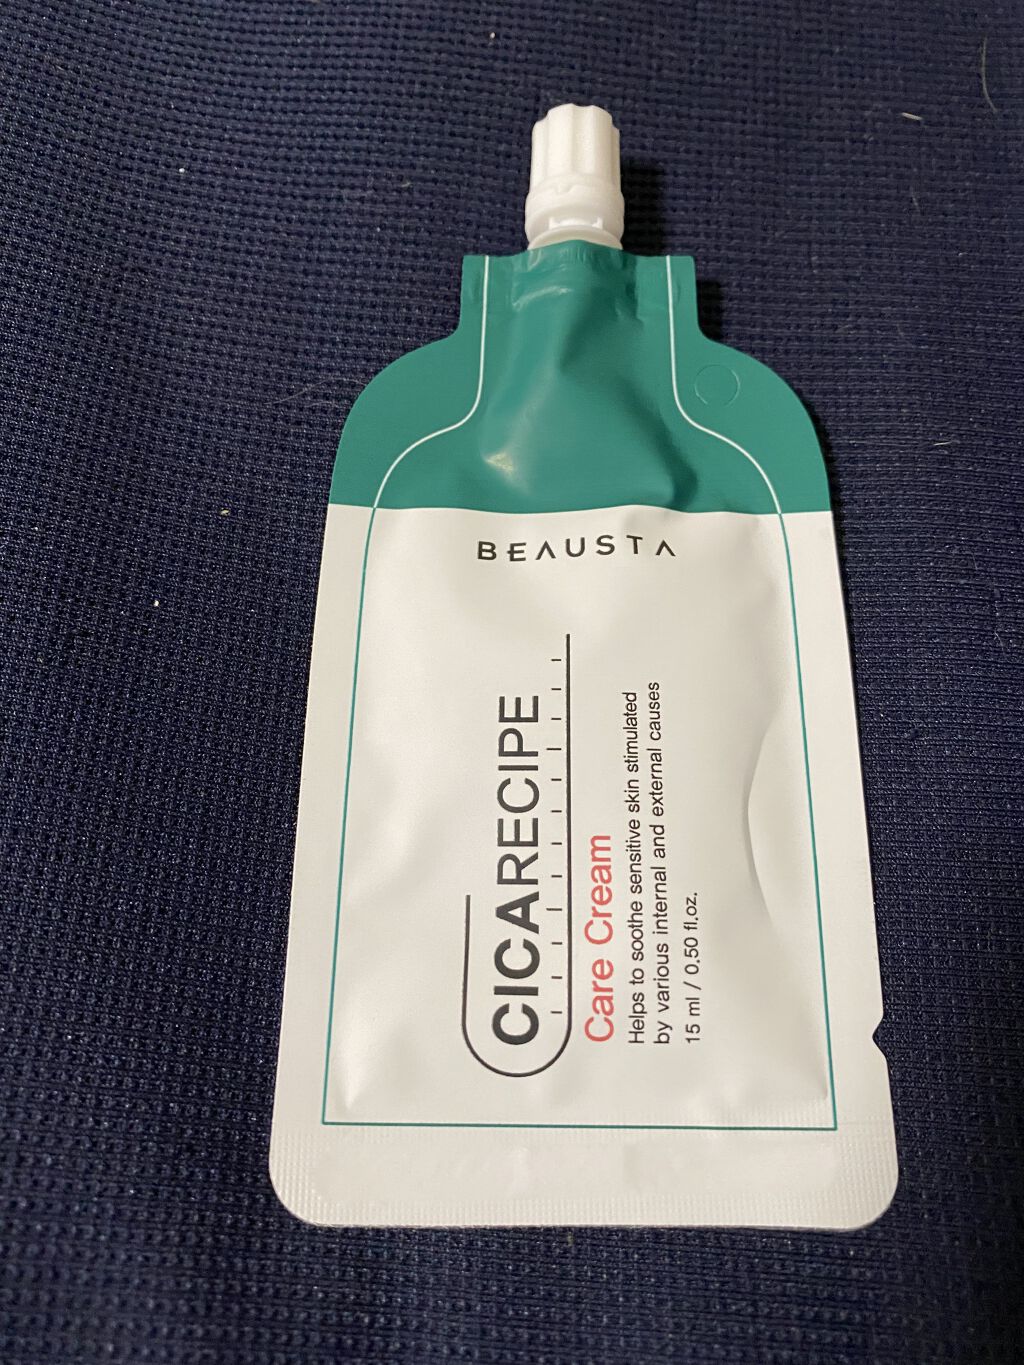 BEAUSTA
CICARECIPE
Care Cream
Helps to soothe sensitive skin stimulated
by various internal and external causes
15 ml / 0.50 fl.oz.